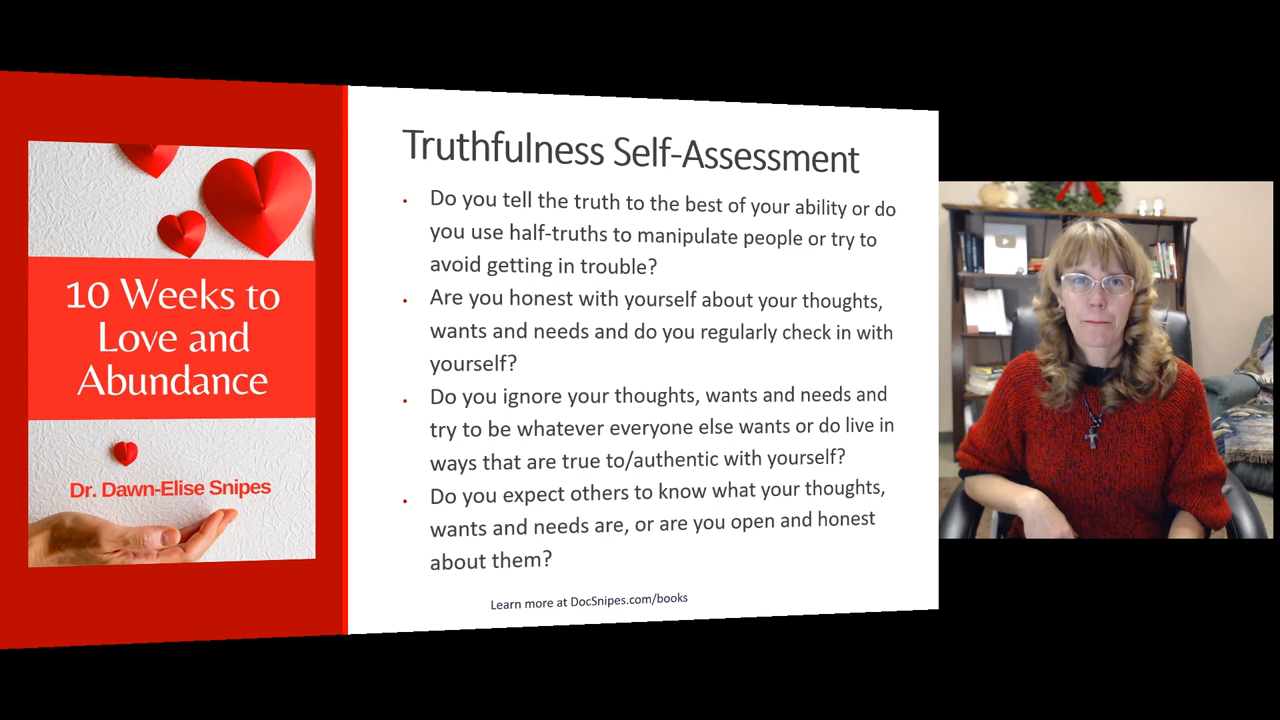 10 Weeks to
Love and
Abundance
Dr. Dawn-Elise Snipes
Truthfulness Self-Assessment
• Do you tell the truth to the best of your ability or do
you use half-truths to manipulate people or try to
avoid getting in trouble?
• Are you honest with yourself about your thoughts,
wants and needs and do you regularly check in with
yourself?
• Do you ignore your thoughts, wants and needs and
try to be whatever everyone else wants or do live in
ways that are true to/authentic with yourself?
• Do you expect others to know what your thoughts,
wants and needs are, or are you open and honest
about them?
Learn more at DocSnipes.com/books